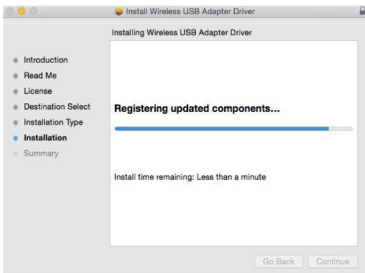 Install Wireless USB Adapter Driver
Installing Wireless USB Adapter Driver
Introduction
Read Me
License
Destination Select
Installation Type
Installation
Summary
Registering updated components...
Install time remaining: Less than a minute
Go Back
Continue